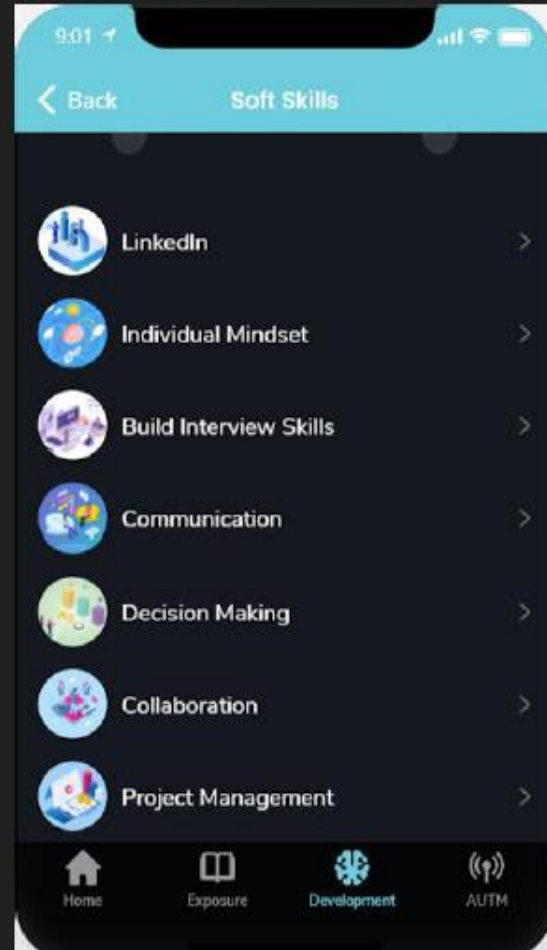 9:01
Back
Soft Skills
LinkedIn
Individual Mindset
Build Interview Skills
Communication
Decision Making
Collaboration
Project Management
Home
Exposure
Development
AUTM